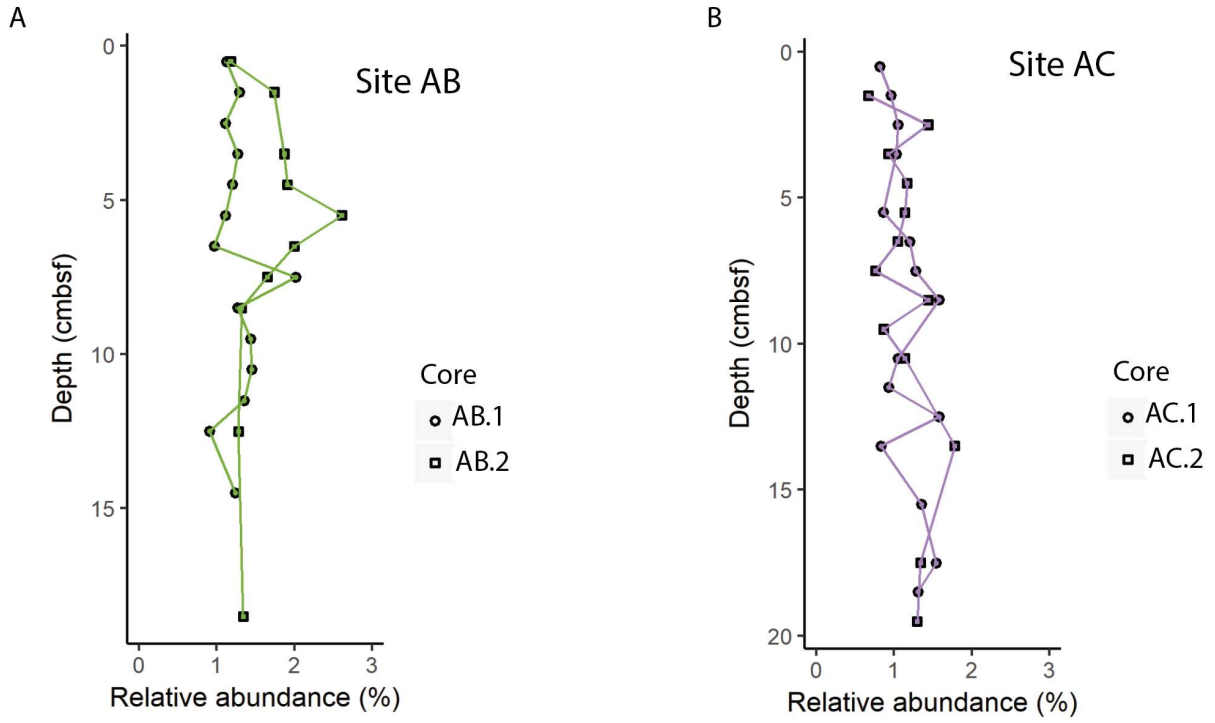 A
Site AB
0
5
10
15
Depth (cmbsf)
0 1 2 3
Relative abundance (%)
Core
AB.1
AB.2
B
Site AC
0
5
10
15
20
Depth (cmbsf)
0 1 2 3
Relative abundance (%)
Core
AC.1
AC.2